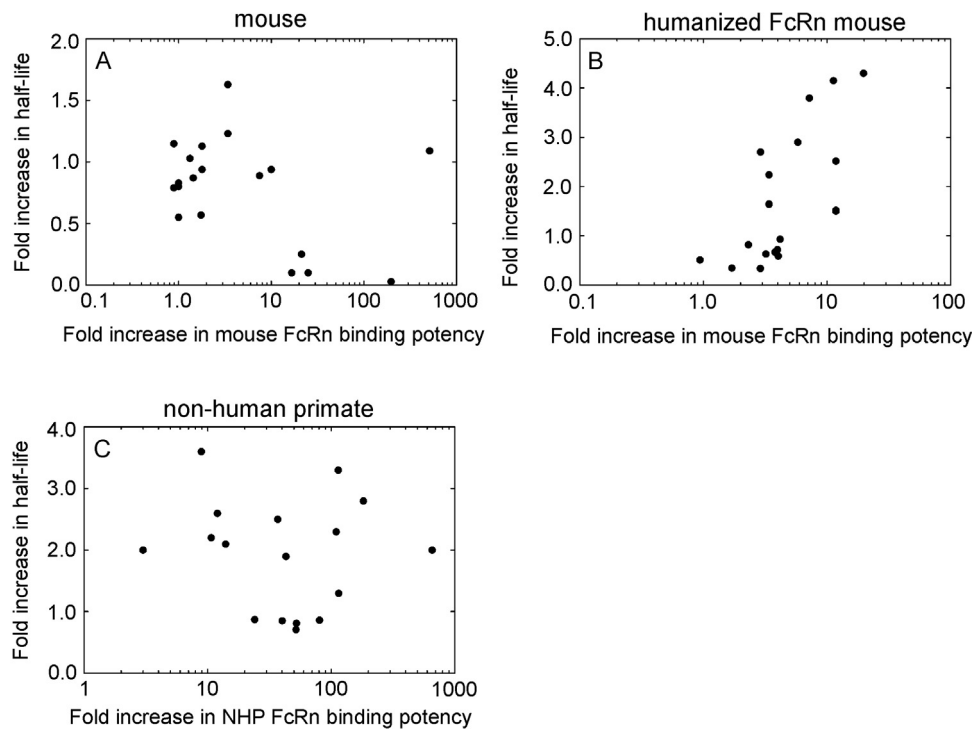 mouse
A
2.0
1.5
1.0
0.5
0.0
0.1 1.0 10 100 1000
Fold increase in half-life
Fold increase in mouse FcRn binding potency
humanized FcRn mouse
B
5.0
4.0
3.0
2.0
1.0
0.0
0.1 1.0 10 100
Fold increase in half-life
Fold increase in mouse FcRn binding potency
non-human primate
C
4.0
3.0
2.0
1.0
0.0
1 10 100 1000
Fold increase in half-life
Fold increase in NHP FcRn binding potency